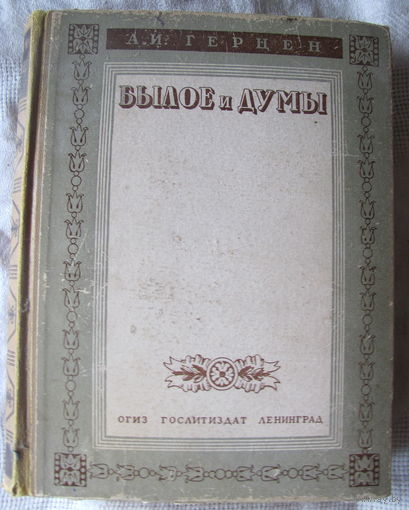 А. И. ГЕРЦЕН
БЫЛОЕ и ДУМЫ
ОГИЗ ГОСЛИТИЗДАТ ЛЕНИНГРАД